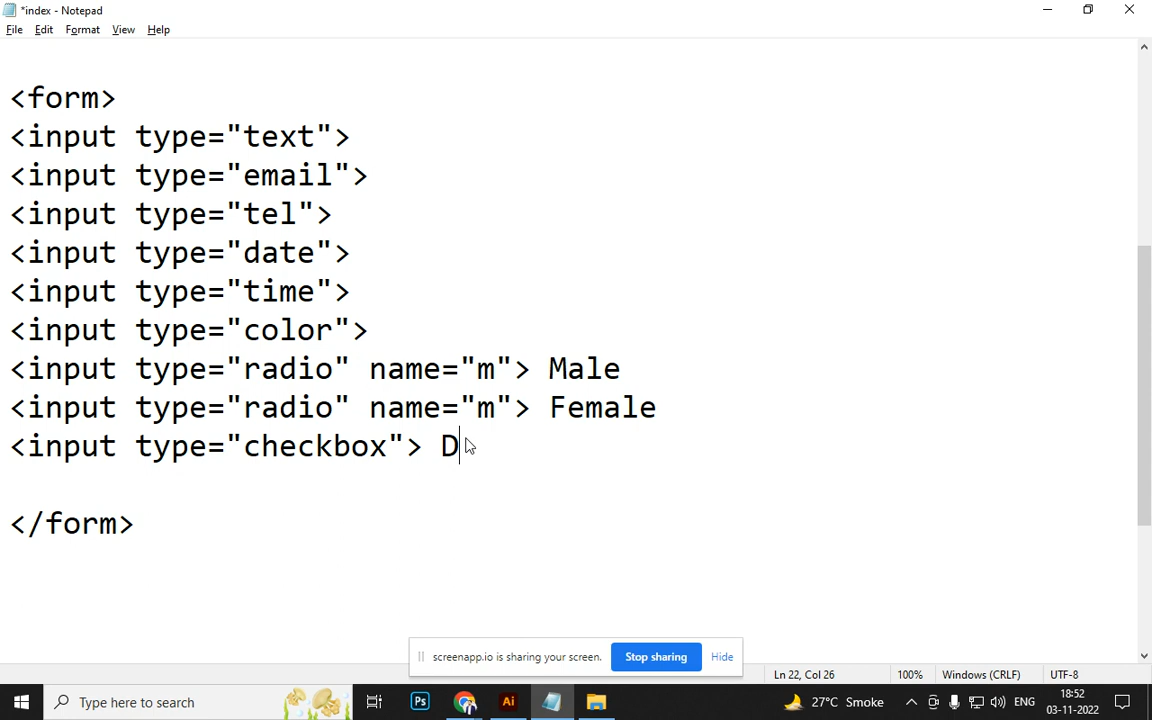 *index - Notepad
File Edit Format View Help
<form>
<input type="text">
<input type="email">
<input type="tel">
<input type="date">
<input type="time">
<input type="color">
<input type="radio" name="m"> Male
<input type="radio" name="m"> Female
<input type="checkbox"> D
</form>
screenapp.io is sharing your screen. Stop sharing Hide
Ln 22, Col 26 100% Windows (CRLF) UTF-8
Type here to search Ps Ai 27°C Smoke ENG 18:52
03-11-2022